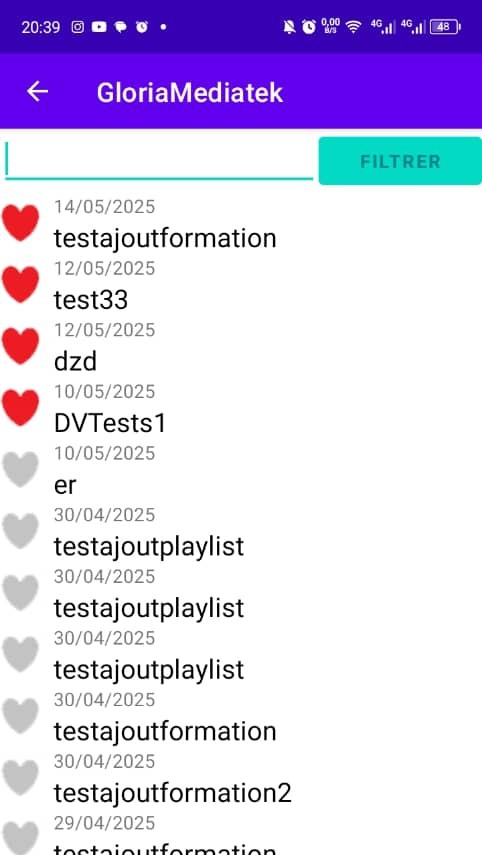 20:39
0,00
B/S
4G
4G
48
GloriaMediatek
FILTRER
14/05/2025
testajoutformation
12/05/2025
test33
12/05/2025
dzd
10/05/2025
DVTests1
10/05/2025
er
30/04/2025
testajoutplaylist
30/04/2025
testajoutplaylist
30/04/2025
testajoutplaylist
30/04/2025
testajoutformation
30/04/2025
testajoutformation2
29/04/2025
testajoutformation